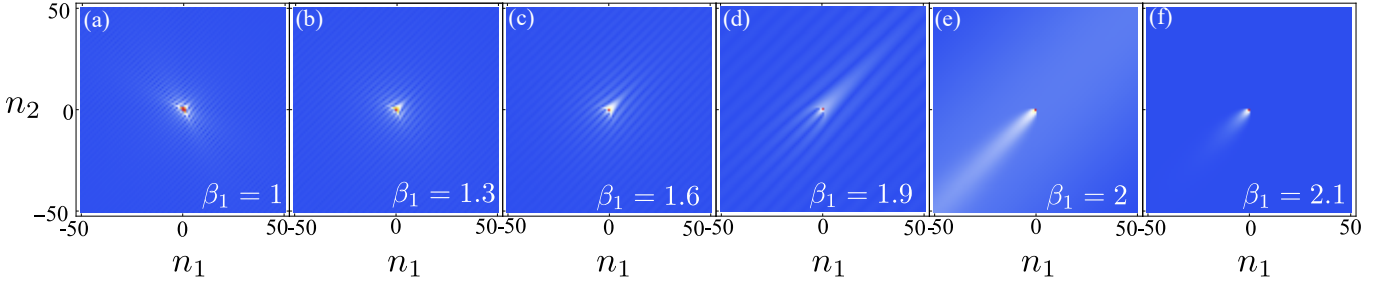 (a) (b) (c) (d) (e) (f)
50
n₂ 0
-50
β₁ = 1 β₁ = 1.3 β₁ = 1.6 β₁ = 1.9 β₁ = 2 β₁ = 2.1
-50 0 50 -50 0 50 -50 0 50 -50 0 50 -50 0 50 -50 0 50
n₁ n₁ n₁ n₁ n₁ n₁